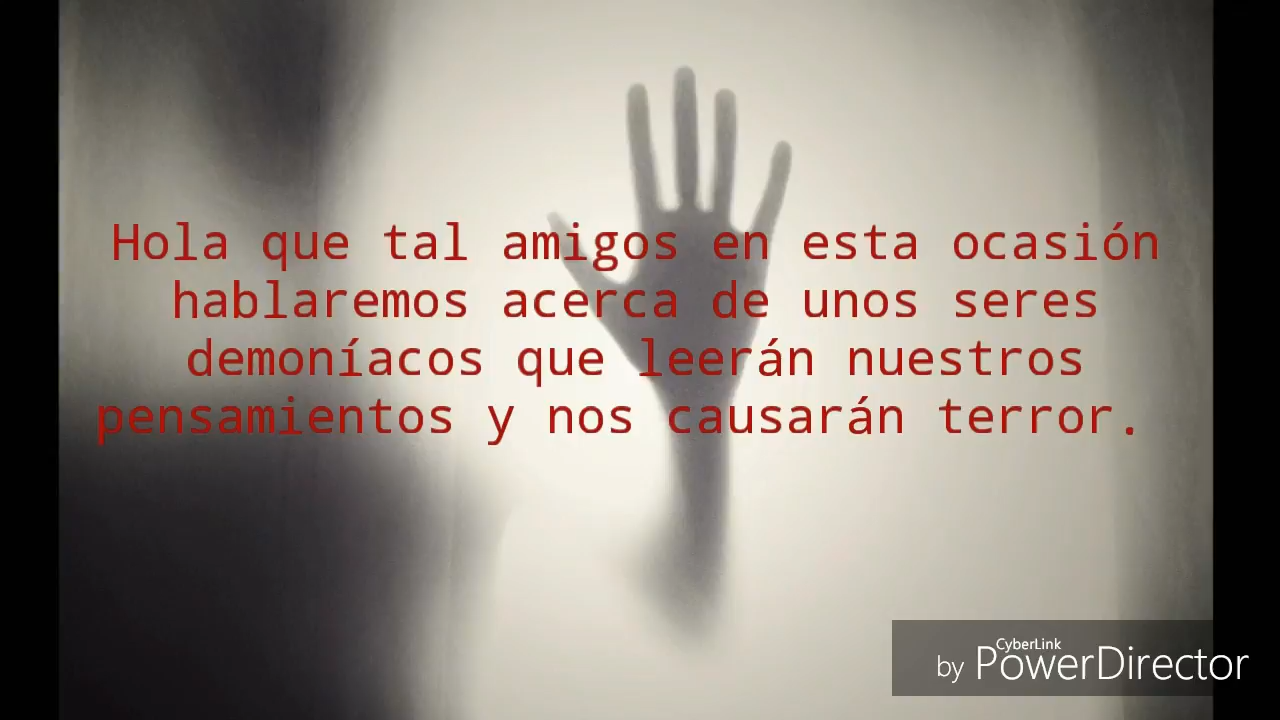 Hola que tal amigos en esta ocasión
hablaremos acerca de unos seres
demoníacos que leerán nuestros
pensamientos y nos causarán terror.
CyberLink
by PowerDirector